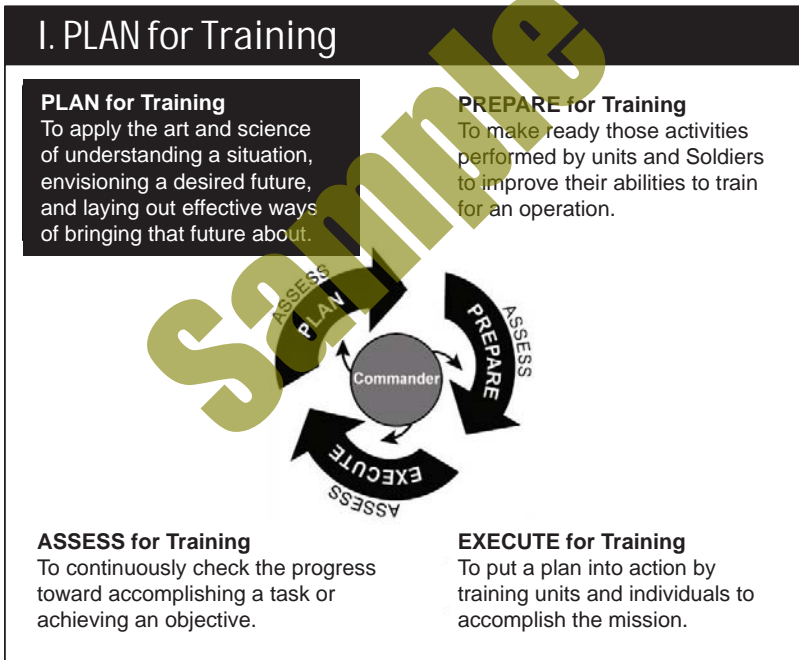 I. PLAN for Training
PLAN for Training
To apply the art and science
of understanding a situation,
envisioning a desired future,
and laying out effective ways
of bringing that future about.
PREPARE for Training
To make ready those activities
performed by units and Soldiers
to improve their abilities to train
for an operation.
ASSESS
PLAN
ASSESS
PREPARE
Commander
EXECUTE
ASSESS
ASSESS for Training
To continuously check the progress
toward accomplishing a task or
achieving an objective.
EXECUTE for Training
To put a plan into action by
training units and individuals to
accomplish the mission.
Sample